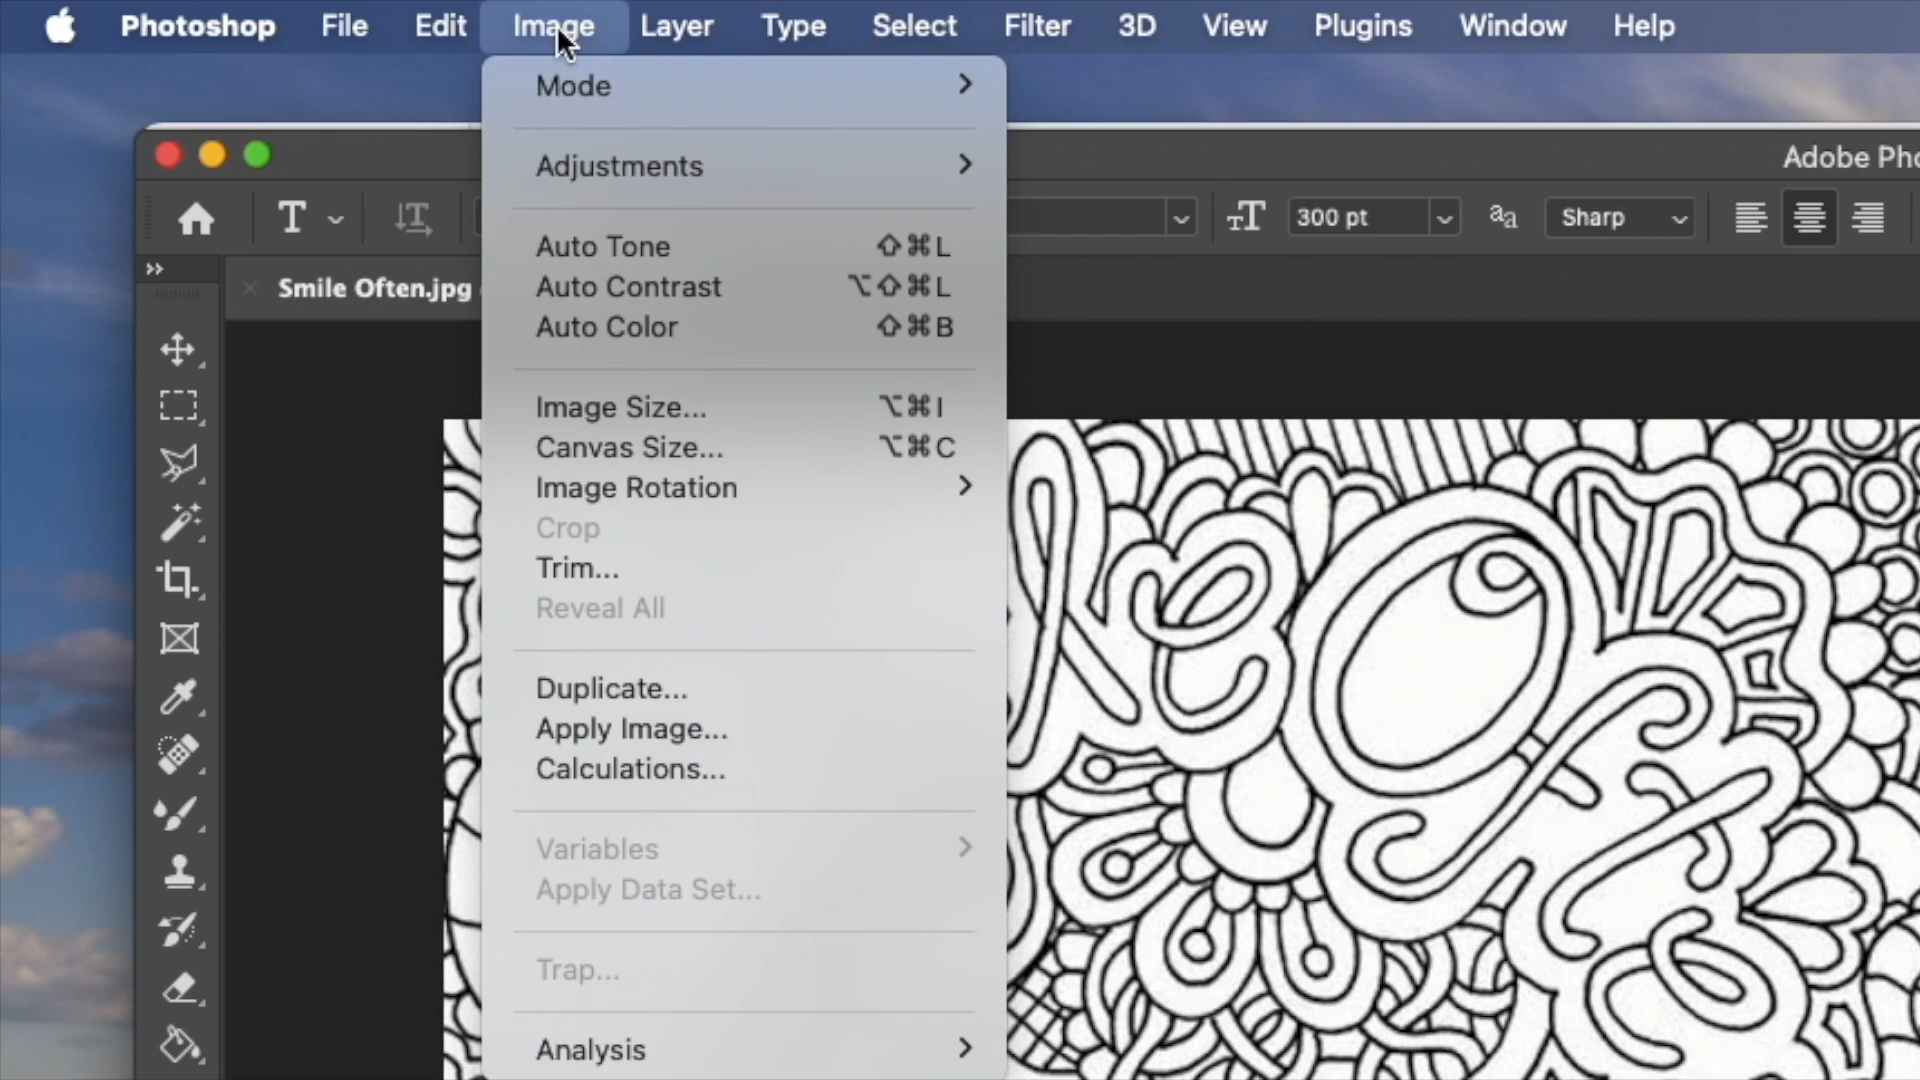 Photoshop File Edit Image Layer Type Select Filter 3D View Plugins Window Help
Mode
Adobe Pho
Adjustments
300 pt
Sharp
Auto Tone ⇧⌘L
Smile Often.jpg
Auto Contrast ⌥⇧⌘L
Auto Color ⇧⌘B
Image Size... ⌥⌘I
Canvas Size... ⌥⌘C
Image Rotation
Crop
Trim...
Reveal All
Duplicate...
Apply Image...
Calculations...
Variables
Apply Data Set...
Trap...
Analysis